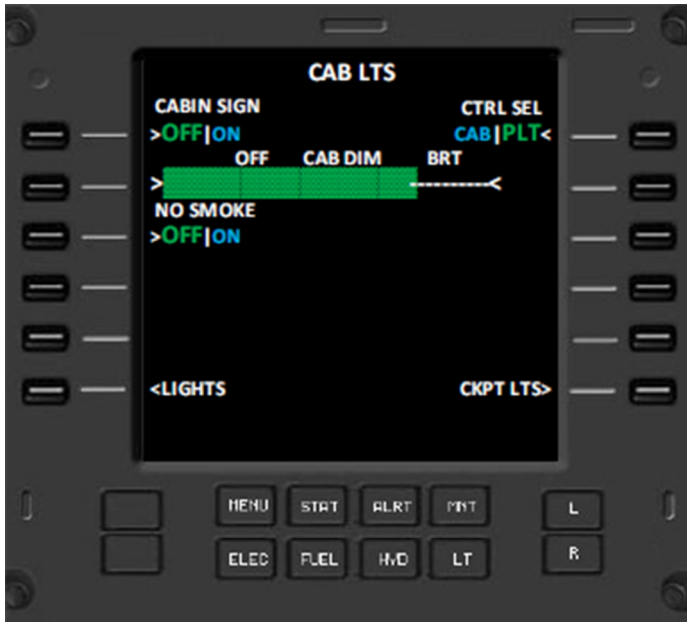 CAB LTS
CABIN SIGN CTRL SEL
>OFF|ON CAB|PLT<
OFF CAB DIM BRT
> ---------<
NO SMOKE
>OFF|ON
<LIGHTS CKPT LTS>
MENU STAT ALRT MNT L
ELEC FUEL HYD LT R